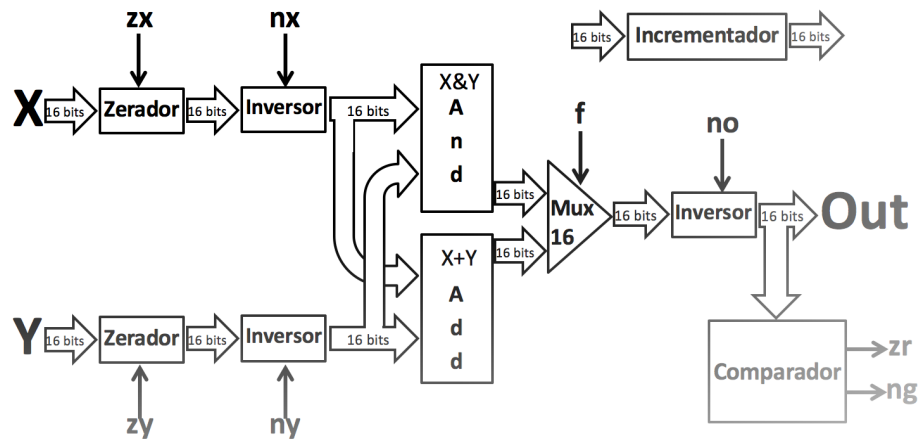 zx
nx
16 bits
Incrementador
16 bits
X
16 bits
Zerador
16 bits
Inversor
16 bits
X&Y
A
n
d
f
no
16 bits
Mux
16
16 bits
Inversor
16 bits
Out
16 bits
X+Y
A
d
d
Y
16 bits
Zerador
16 bits
Inversor
16 bits
zy
ny
Comparador
zr
ng